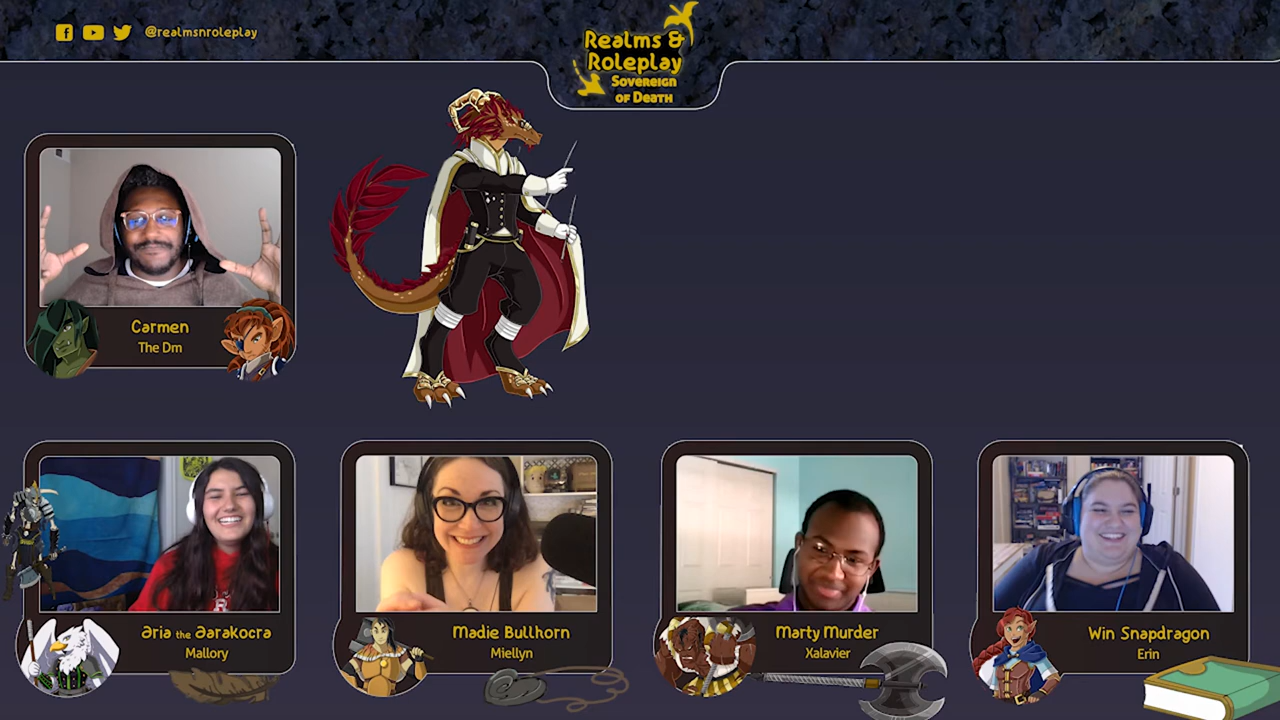 @realmsnroleplay
Realms &
Roleplay
Sovereign
of Death
Carmen
The Dm
Aria the Aarakocra
Mallory
Madie Bullhorn
Miellyn
Marty Murder
Xalavier
Win Snapdragon
Erin